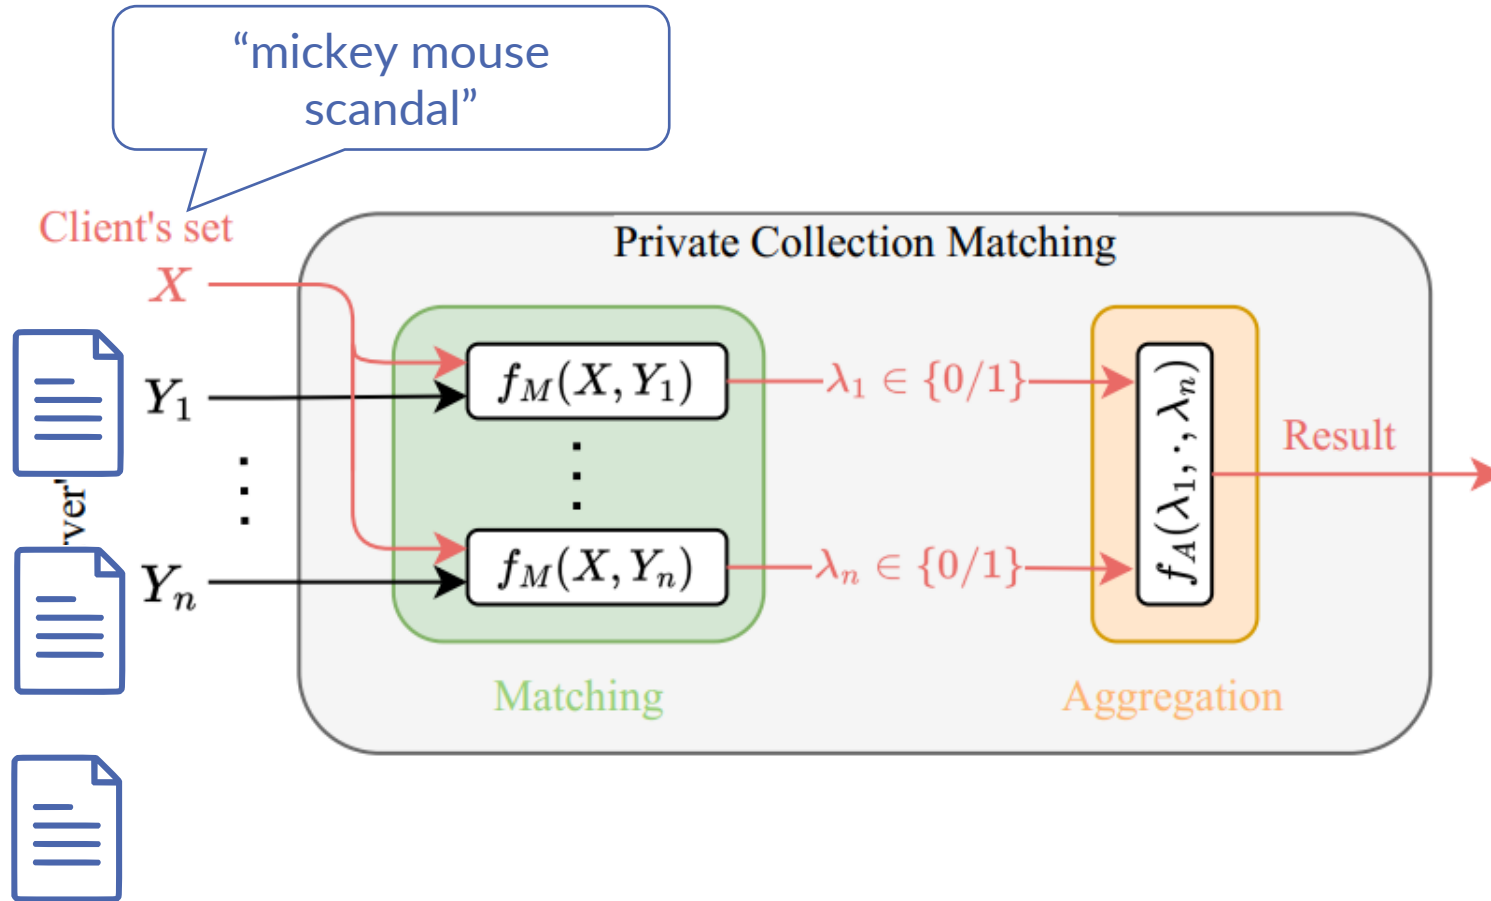 “mickey mouse
scandal”
Client's set
X
Private Collection Matching
Y₁
f_M(X, Y₁)
λ₁ ∈ {0/1}
f_A(λ₁, ·, λₙ)
Result
ver'
Yₙ
f_M(X, Yₙ)
λₙ ∈ {0/1}
Matching
Aggregation